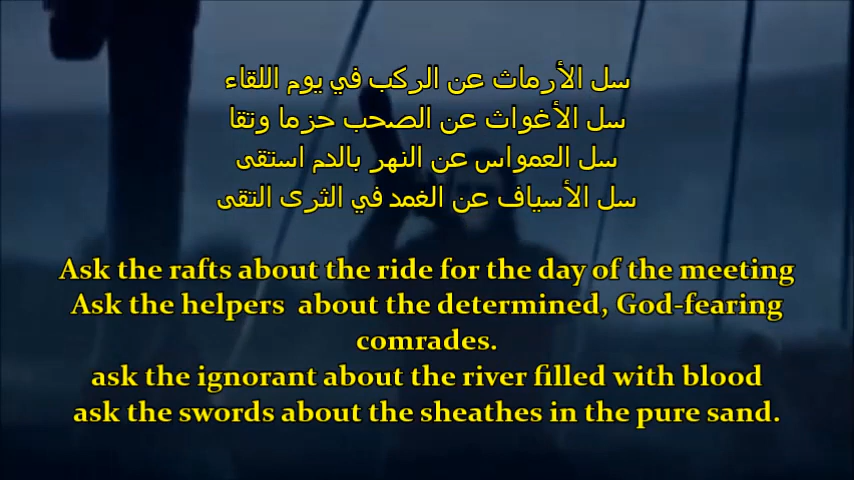 سل الأرماث عن الركب في يوم اللقاء
سل الأغواث عن الصحب حزما وتقا
سل العمواس عن النهر بالدم استقى
سل الأسياف عن الغمد في الثرى التقى
Ask the rafts about the ride for the day of the meeting
Ask the helpers  about the determined, God-fearing
comrades.
ask the ignorant about the river filled with blood
ask the swords about the sheathes in the pure sand.